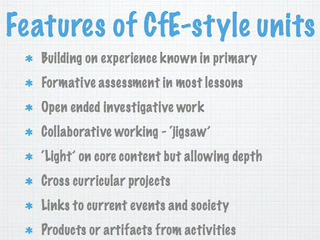 Features of CfE-style units
Building on experience known in primary
Formative assessment in most lessons
Open ended investigative work
Collaborative working - 'jigsaw'
'Light' on core content but allowing depth
Cross curricular projects
Links to current events and society
Products or artifacts from activities